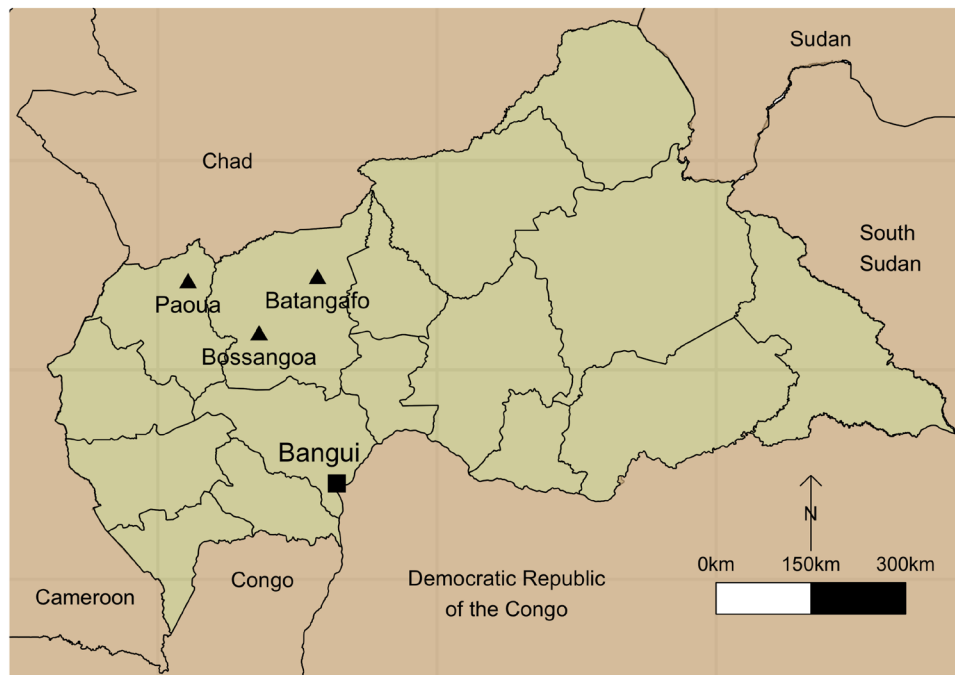 Sudan
Chad
South
Sudan
Paoua
Batangafo
Bossangoa
Bangui
N
0km 150km 300km
Democratic Republic
of the Congo
Congo
Cameroon